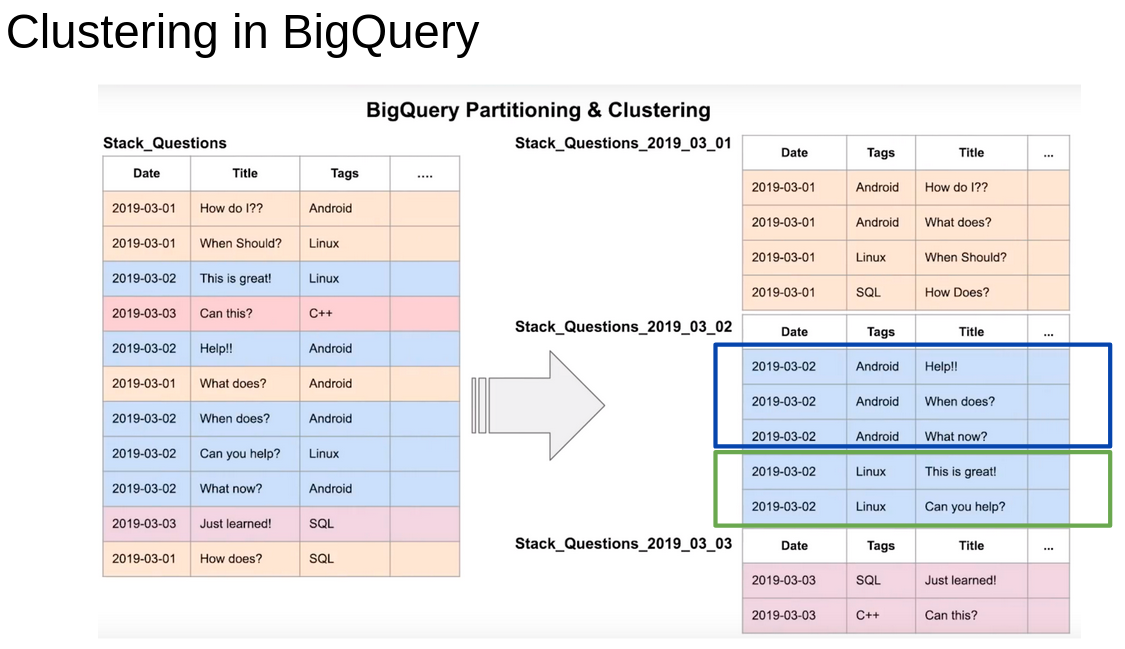 Clustering in BigQuery
BigQuery Partitioning & Clustering
Stack_Questions
Date Title Tags ....
2019-03-01 How do I?? Android
2019-03-01 When Should? Linux
2019-03-02 This is great! Linux
2019-03-03 Can this? C++
2019-03-02 Help!! Android
2019-03-01 What does? Android
2019-03-02 When does? Android
2019-03-02 Can you help? Linux
2019-03-02 What now? Android
2019-03-03 Just learned! SQL
2019-03-01 How does? SQL
Stack_Questions_2019_03_01
Date Tags Title ...
2019-03-01 Android How do I??
2019-03-01 Android What does?
2019-03-01 Linux When Should?
2019-03-01 SQL How Does?
Stack_Questions_2019_03_02
Date Tags Title ...
2019-03-02 Android Help!!
2019-03-02 Android When does?
2019-03-02 Android What now?
2019-03-02 Linux This is great!
2019-03-02 Linux Can you help?
Stack_Questions_2019_03_03
Date Tags Title ...
2019-03-03 SQL Just learned!
2019-03-03 C++ Can this?